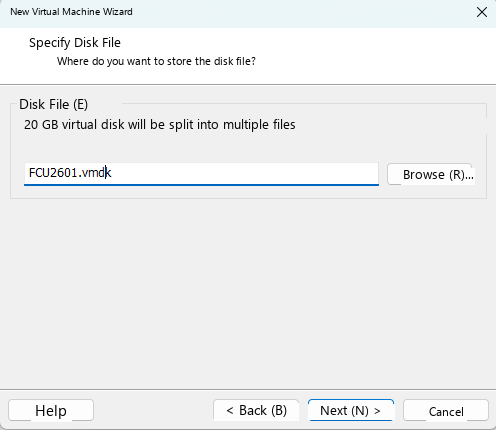 New Virtual Machine Wizard
Specify Disk File
Where do you want to store the disk file?
Disk File (E)
20 GB virtual disk will be split into multiple files
FCU2601.vmdk
Browse (R)...
Help
< Back (B)
Next (N) >
Cancel